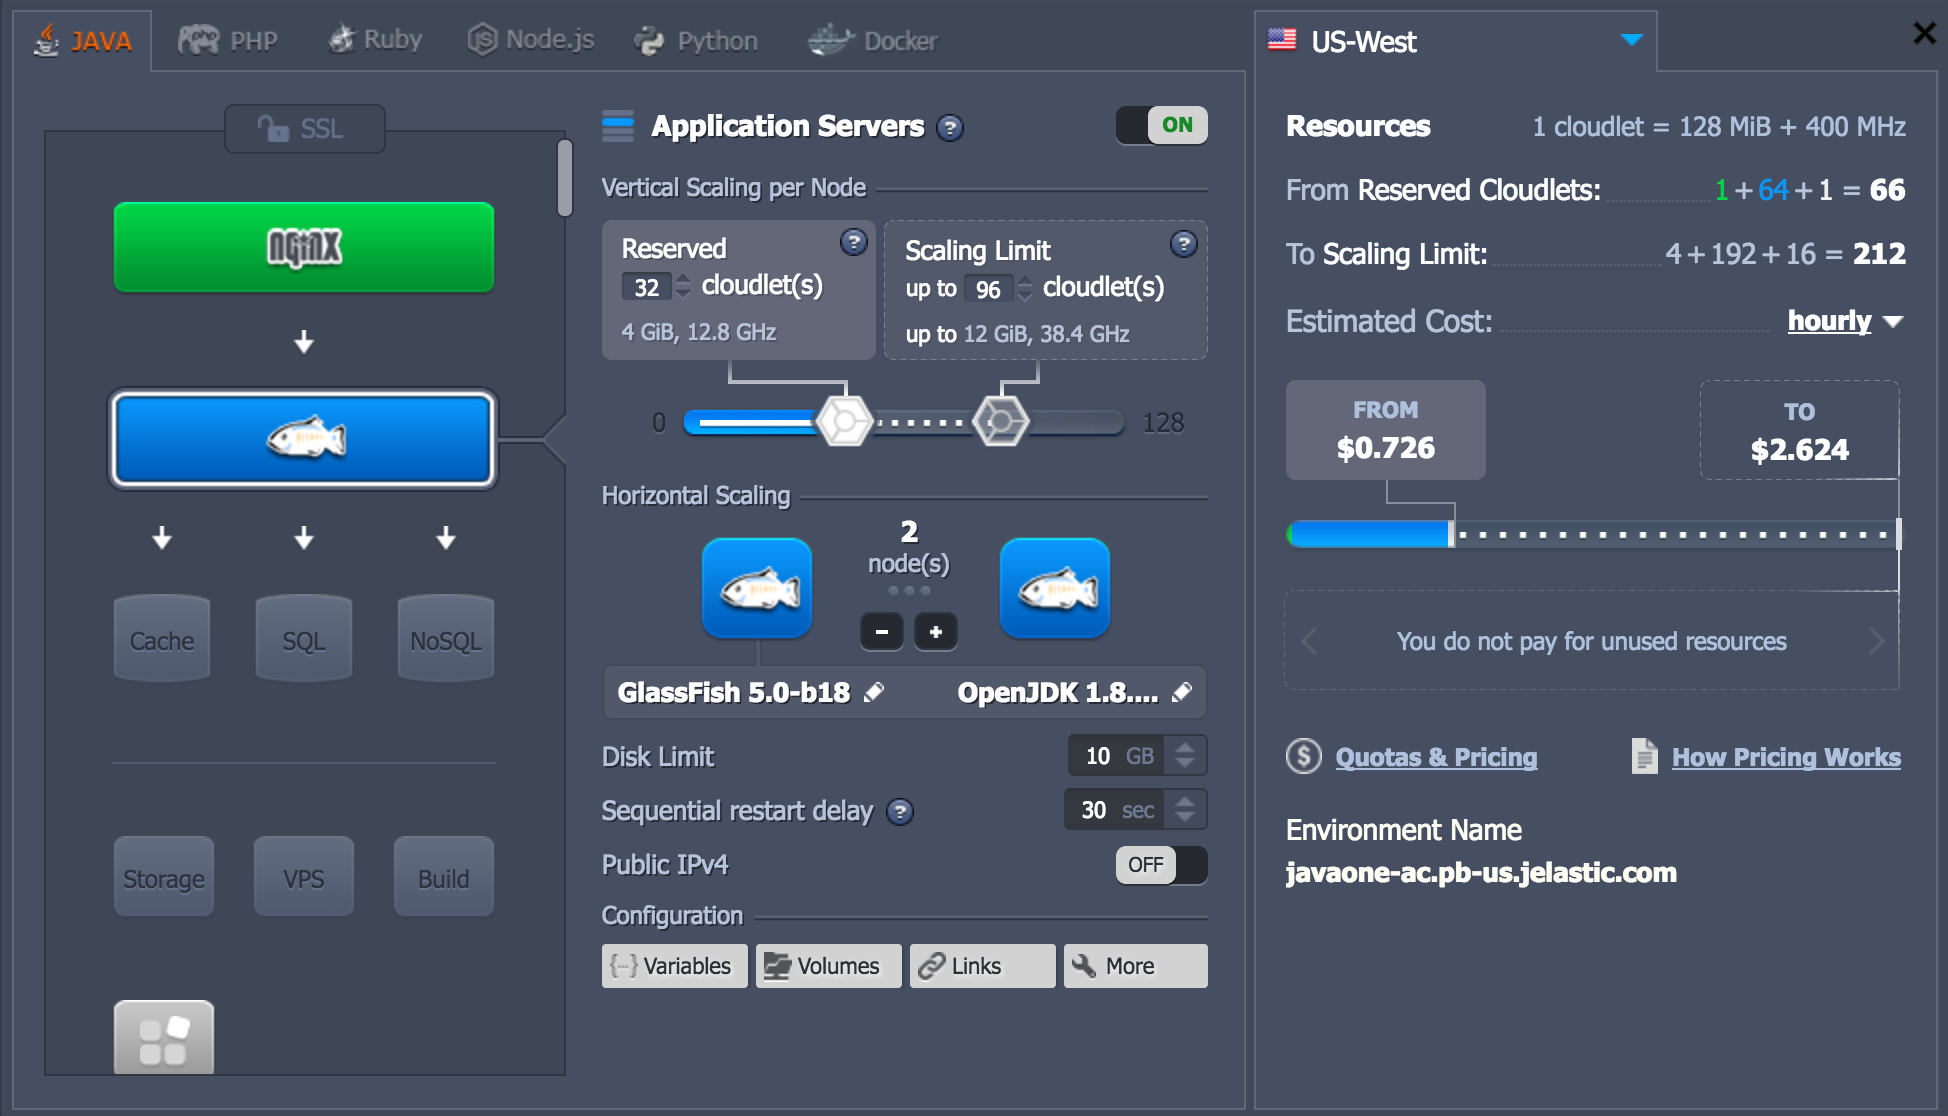 JAVA
PHP
Ruby
Node.js
Python
Docker
SSL
NGINX
Cache
SQL
NoSQL
Storage
VPS
Build
Application Servers ?
ON
Vertical Scaling per Node
Reserved ?
32 cloudlet(s)
4 GiB, 12.8 GHz
Scaling Limit ?
up to 96 cloudlet(s)
up to 12 GiB, 38.4 GHz
0
128
Horizontal Scaling
2
node(s)
- +
GlassFish 5.0-b18
OpenJDK 1.8....
Disk Limit 10 GB
Sequential restart delay ? 30 sec
Public IPv4 OFF
Configuration
{...} Variables
Volumes
Links
More
US-West
Resources 1 cloudlet = 128 MiB + 400 MHz
From Reserved Cloudlets: 1 + 64 + 1 = 66
To Scaling Limit: 4 + 192 + 16 = 212
Estimated Cost: hourly
FROM
$0.726
TO
$2.624
You do not pay for unused resources
$ Quotas & Pricing
How Pricing Works
Environment Name
javaone-ac.pb-us.jelastic.com